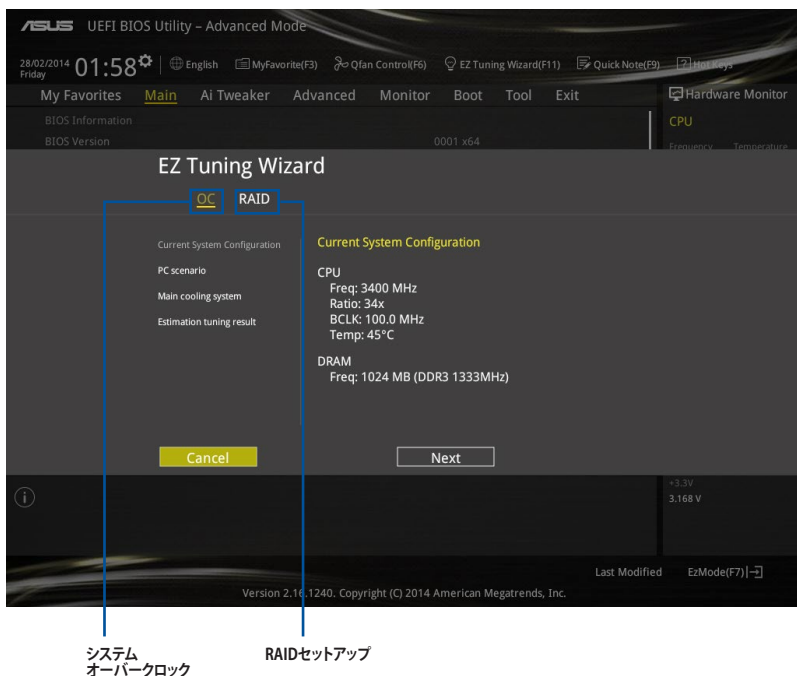 ASUS UEFI BIOS Utility – Advanced Mode
28/02/2014 Friday 01:58 English MyFavorite(F3) Qfan Control(F6) EZ Tuning Wizard(F11) Quick Note(F9) ? Hot Keys
My Favorites Main Ai Tweaker Advanced Monitor Boot Tool Exit Hardware Monitor
BIOS Information CPU
BIOS Version 0001 x64 Frequency Temperature
EZ Tuning Wizard
OC RAID
Current System Configuration
PC scenario
Main cooling system
Estimation tuning result
Current System Configuration
CPU
Freq: 3400 MHz
Ratio: 34x
BCLK: 100.0 MHz
Temp: 45°C
DRAM
Freq: 1024 MB (DDR3 1333MHz)
Cancel Next
+3.3V
3.168 V
Last Modified EzMode(F7)
Version 2.16.1240. Copyright (C) 2014 American Megatrends, Inc.
システム
オーバークロック
RAIDセットアップ